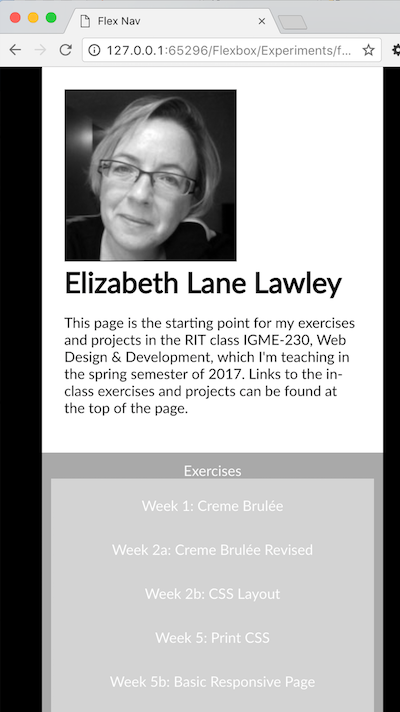 Flex Nav
127.0.0.1:65296/Flexbox/Experiments/f...
Elizabeth Lane Lawley
This page is the starting point for my exercises
and projects in the RIT class IGME-230, Web
Design & Development, which I'm teaching in
the spring semester of 2017. Links to the in-
class exercises and projects can be found at
the top of the page.
Exercises
Week 1: Creme Brulée
Week 2a: Creme Brulée Revised
Week 2b: CSS Layout
Week 5: Print CSS
Week 5b: Basic Responsive Page